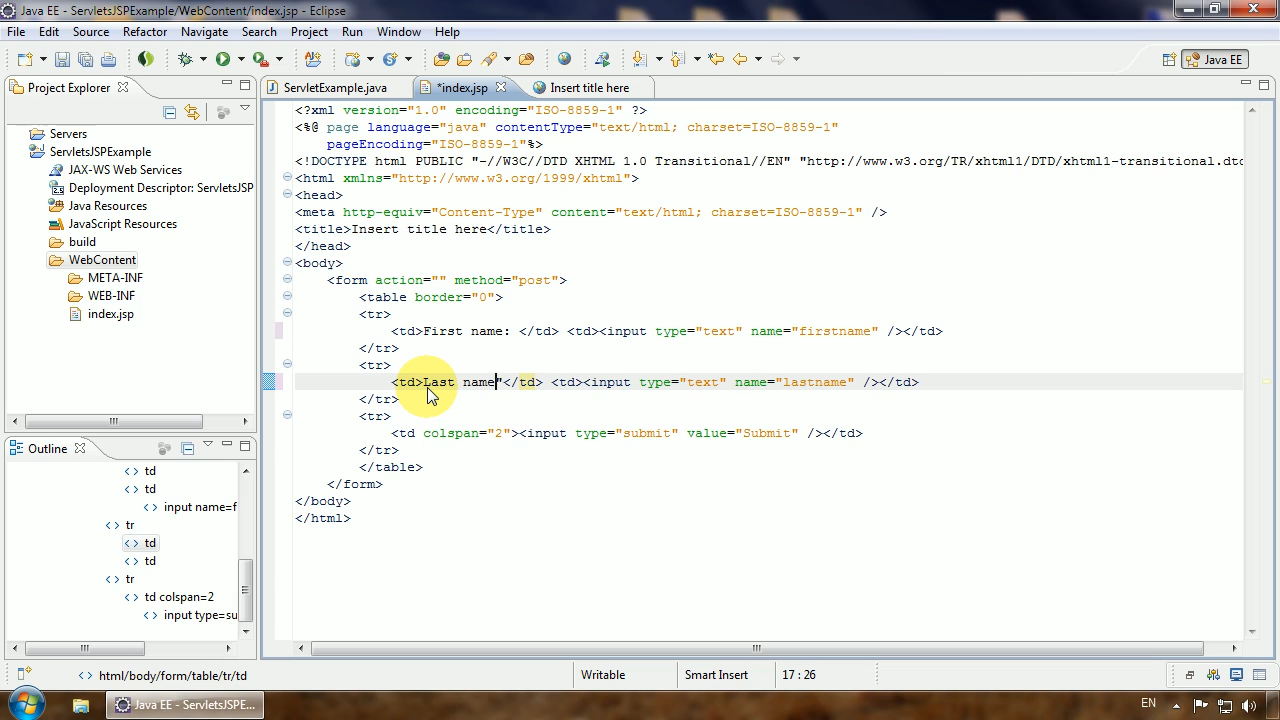 Java EE - ServletsJSPExample/WebContent/index.jsp - Eclipse
File Edit Source Refactor Navigate Search Project Run Window Help
Java EE
Project Explorer
ServletExample.java *index.jsp Insert title here
Servers
ServletsJSPExample
JAX-WS Web Services
Deployment Descriptor: ServletsJSP
Java Resources
JavaScript Resources
build
WebContent
META-INF
WEB-INF
index.jsp
<?xml version="1.0" encoding="ISO-8859-1" ?>
<%@ page language="java" contentType="text/html; charset=ISO-8859-1"
pageEncoding="ISO-8859-1"%>
<!DOCTYPE html PUBLIC "-//W3C//DTD XHTML 1.0 Transitional//EN" "http://www.w3.org/TR/xhtml1/DTD/xhtml1-transitional.dtd
<html xmlns="http://www.w3.org/1999/xhtml">
<head>
<meta http-equiv="Content-Type" content="text/html; charset=ISO-8859-1" />
<title>Insert title here</title>
</head>
<body>
<form action="" method="post">
<table border="0">
<tr>
<td>First name: </td> <td><input type="text" name="firstname" /></td>
</tr>
<tr>
<td>Last name"</td> <td><input type="text" name="lastname" /></td>
</tr>
<tr>
<td colspan="2"><input type="submit" value="Submit" /></td>
</tr>
</table>
</form>
</body>
</html>
Outline
<> td
<> td
<> input name=f
<> tr
<> td
<> td
<> tr
<> td colspan=2
<> input type=su
<> html/body/form/table/tr/td Writable Smart Insert 17 : 26
Java EE - ServletsJSPE... EN